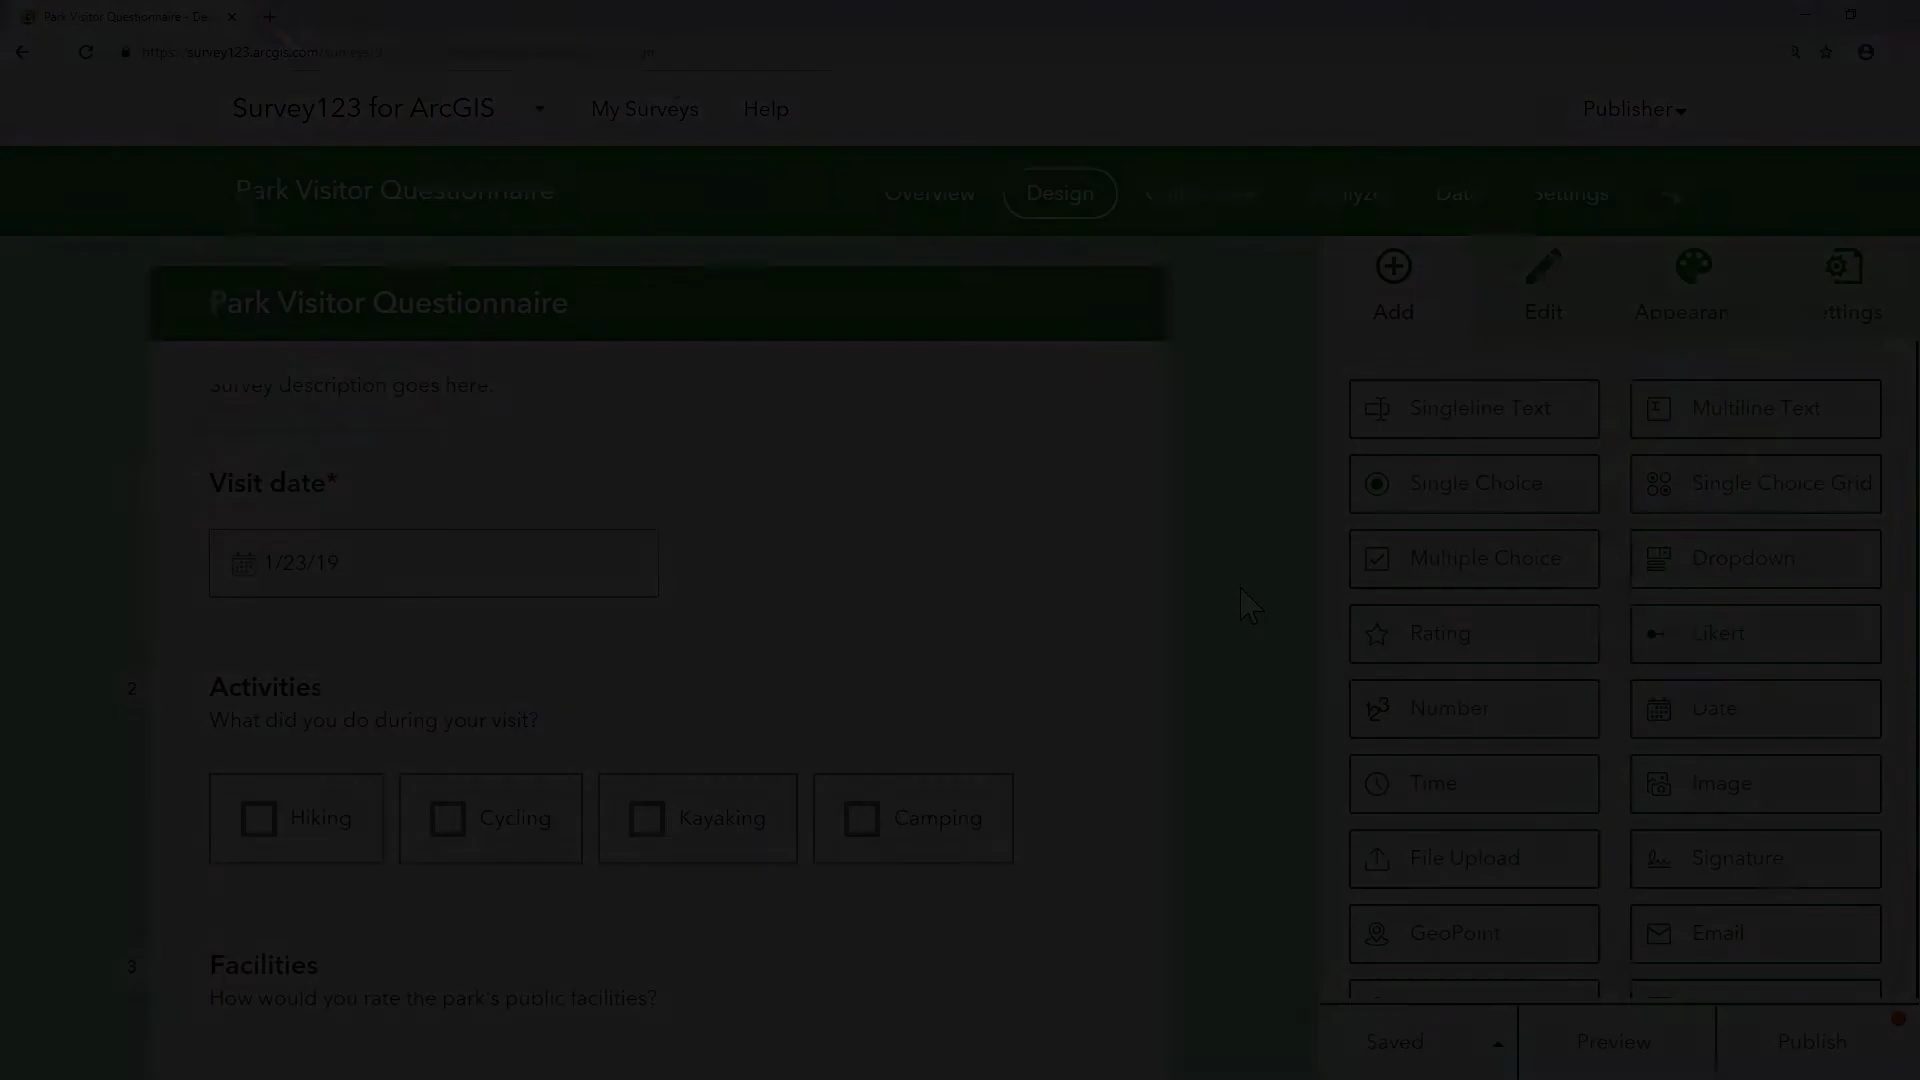 Park Visitor Questionnaire - De
https://survey123.arcgis.com/surveys/
Survey123 for ArcGIS
My Surveys
Help
Publisher
Park Visitor Questionnaire
Overview
Design
Data
Settings
Park Visitor Questionnaire
Survey description goes here.
Visit date*
1/23/19
2
Activities
What did you do during your visit?
Hiking
Cycling
Kayaking
Camping
3
Facilities
How would you rate the park's public facilities?
Add
Edit
Appearan
ttings
Singleline Text
Multiline Text
Single Choice
Single Choice Grid
Multiple Choice
Dropdown
Rating
Likert
Number
Date
Time
Image
File Upload
Signature
GeoPoint
Email
Saved
Preview
Publish